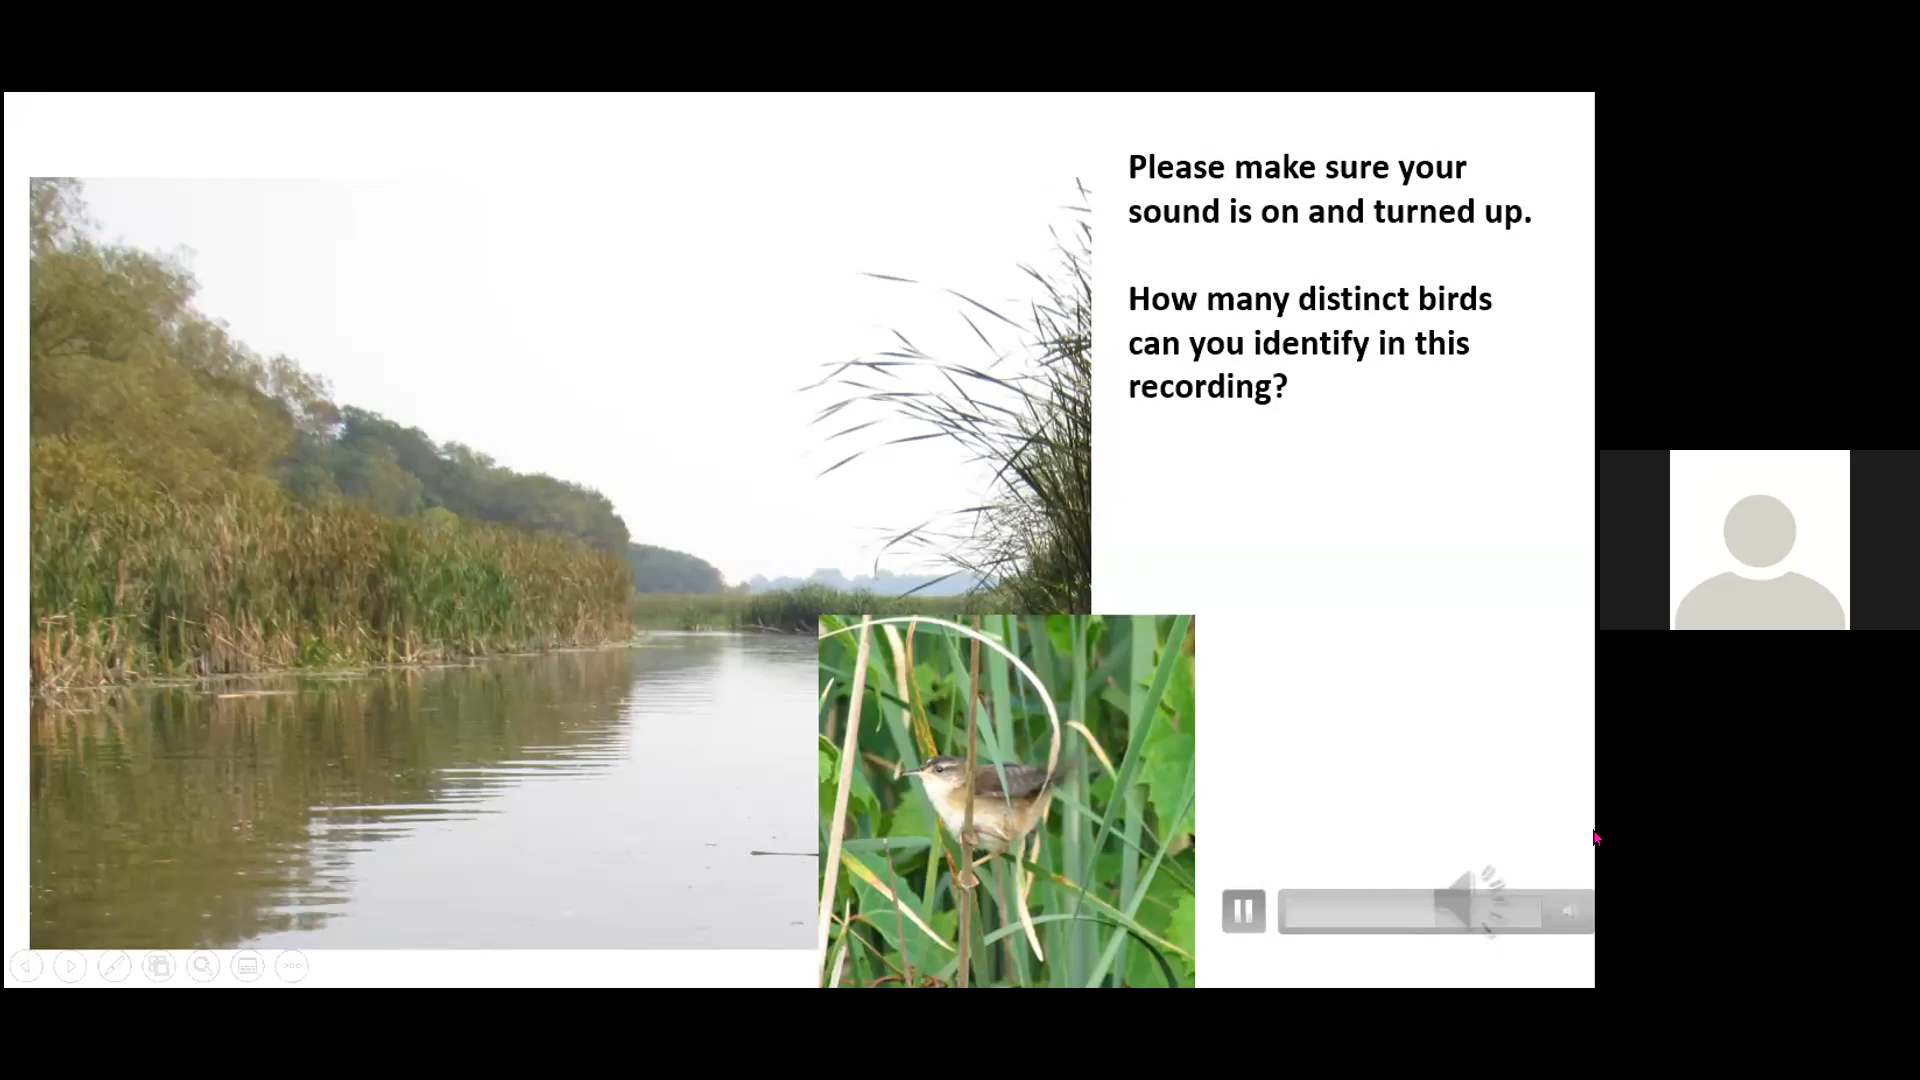 Please make sure your
sound is on and turned up.
How many distinct birds
can you identify in this
recording?